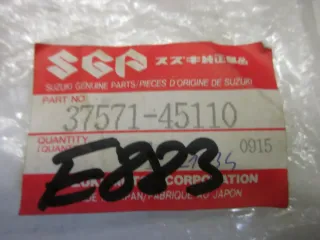 SGP スズキ純正部品
SUZUKI GENUINE PARTS/PIECES D'ORIGINE DE SUZUKI
PART NO.
37571-45110
QUANTITY
0915
E883
CORPORATION
JAPAN/FABRIQUE AU JAPON